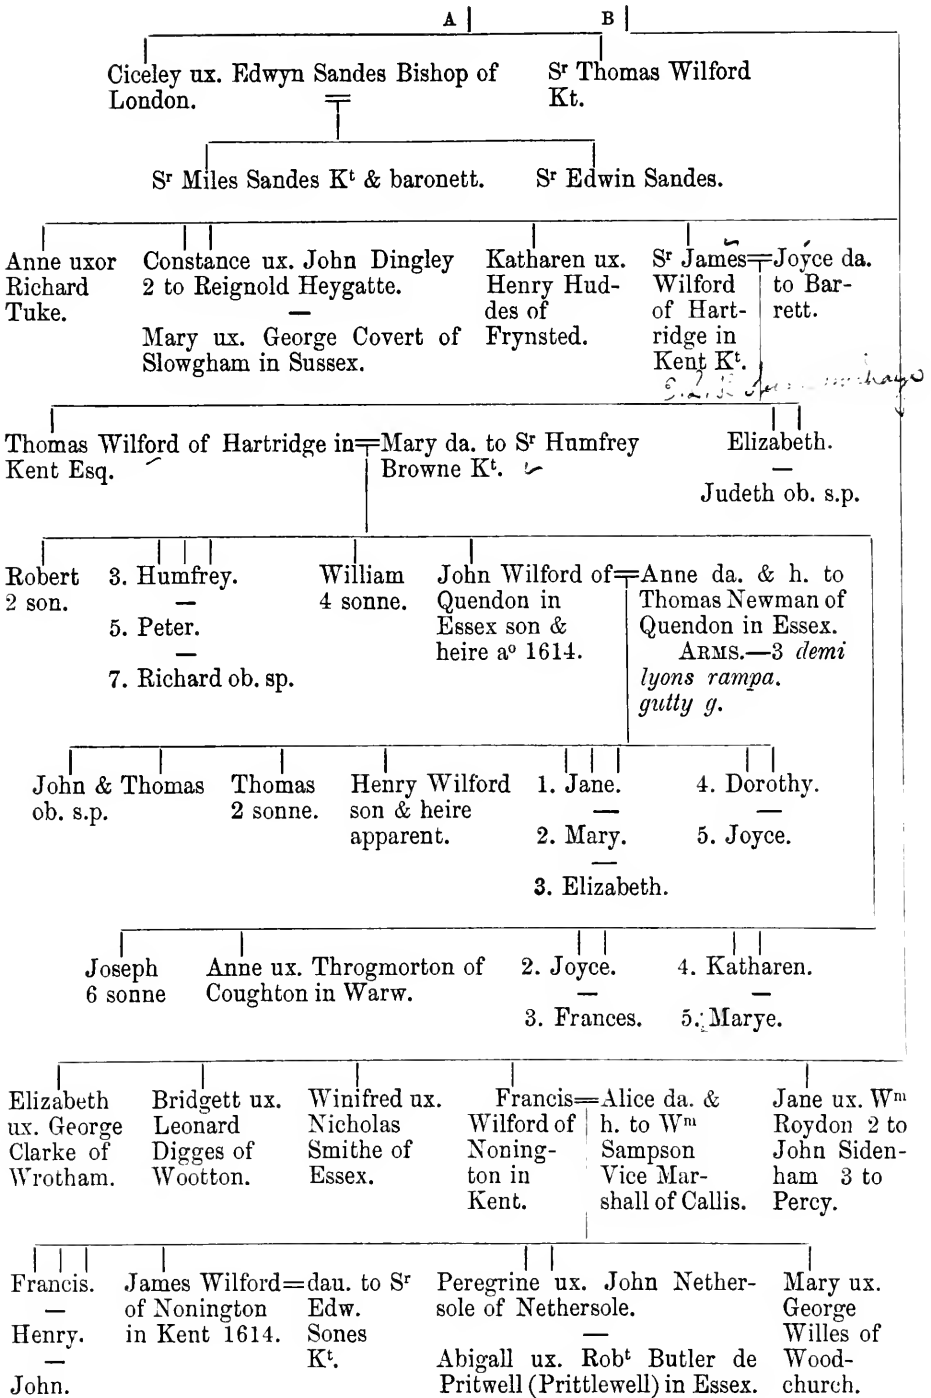 A B
Ciceley ux. Edwyn Sandes Bishop of
London.
Sʳ Thomas Wilford
Kt.
Sʳ Miles Sandes Kᵗ & baronett.
Sʳ Edwin Sandes.
Anne uxor
Richard
Tuke.
Constance ux. John Dingley
2 to Reignold Heygatte.
—
Mary ux. George Covert of
Slowgham in Sussex.
Katharen ux.
Henry Hud-
des of
Frynsted.
Sʳ James=
Wilford
of Hart-
ridge in
Kent Kᵗ.
Joyce da.
to Bar-
rett.
Thomas Wilford of Hartridge in=
Kent Esq.
Mary da. to Sʳ Humfrey
Browne Kᵗ.
Elizabeth.
—
Judeth ob. s.p.
Robert
2 son.
3. Humfrey.
—
5. Peter.
—
7. Richard ob. sp.
William
4 sonne.
John Wilford of=
Quendon in
Essex son &
heire aᵒ 1614.
Anne da. & h. to
Thomas Newman of
Quendon in Essex.
ARMS.—3 demi
lyons rampa.
gutty g.
John & Thomas
ob. s.p.
Thomas
2 sonne.
Henry Wilford
son & heire
apparent.
1. Jane.
—
2. Mary.
—
3. Elizabeth.
4. Dorothy.
—
5. Joyce.
Joseph
6 sonne
Anne ux. Throgmorton of
Coughton in Warw.
2. Joyce.
—
3. Frances.
4. Katharen.
—
5. Marye.
Elizabeth
ux. George
Clarke of
Wrotham.
Bridgett ux.
Leonard
Digges of
Wootton.
Winifred ux.
Nicholas
Smithe of
Essex.
Francis=
Wilford of
Noning-
ton in
Kent.
Alice da. &
h. to Wᵐ
Sampson
Vice Mar-
shall of Callis.
Jane ux. Wᵐ
Roydon 2 to
John Siden-
ham 3 to
Percy.
Francis.
—
Henry.
—
John.
James Wilford=
of Nonington
in Kent 1614.
dau. to Sʳ
Edw.
Sones
Kᵗ.
Peregrine ux. John Nether-
sole of Nethersole.
—
Abigall ux. Robᵗ Butler de
Pritwell (Prittlewell) in Essex.
Mary ux.
George
Willes of
Wood-
church.